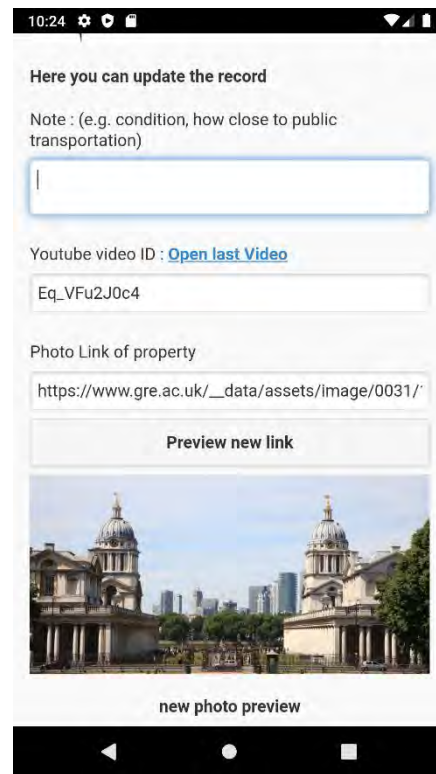 10:24
Here you can update the record
Note : (e.g. condition, how close to public
transportation)
Youtube video ID : Open last Video
Eq_VFu2J0c4
Photo Link of property
https://www.gre.ac.uk/__data/assets/image/0031/
Preview new link
new photo preview